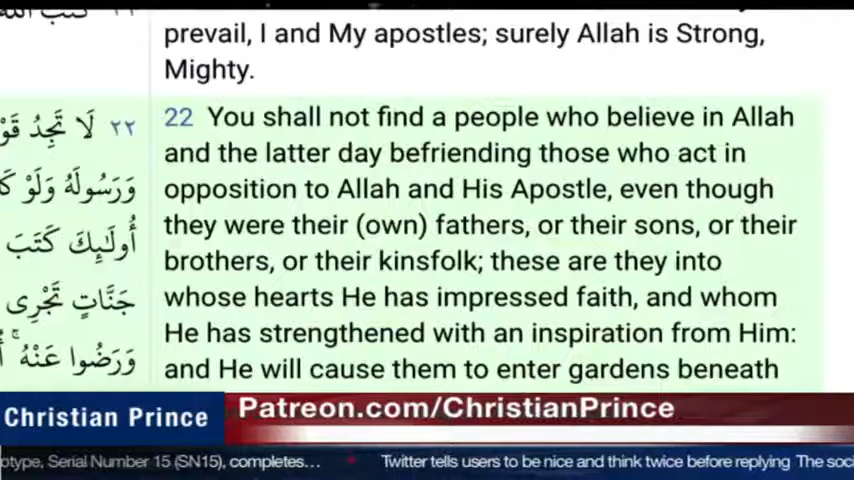 prevail, I and My apostles; surely Allah is Strong,
Mighty.
٢٢ لَا تَجِدُ
22 You shall not find a people who believe in Allah
and the latter day befriending those who act in
وَرَسُولَهُ وَلَوْ
opposition to Allah and His Apostle, even though
they were their (own) fathers, or their sons, or their
أُولَـٰئِكَ كَتَبَ
brothers, or their kinsfolk; these are they into
جَنَّاتٍ تَجْرِى
whose hearts He has impressed faith, and whom
He has strengthened with an inspiration from Him:
وَرَضُوا عَنْهُ ۚ
and He will cause them to enter gardens beneath
Christian Prince
Patreon.com/ChristianPrince
Serial Number 15 (SN15), completes...
Twitter tells users to be nice and think twice before replying The